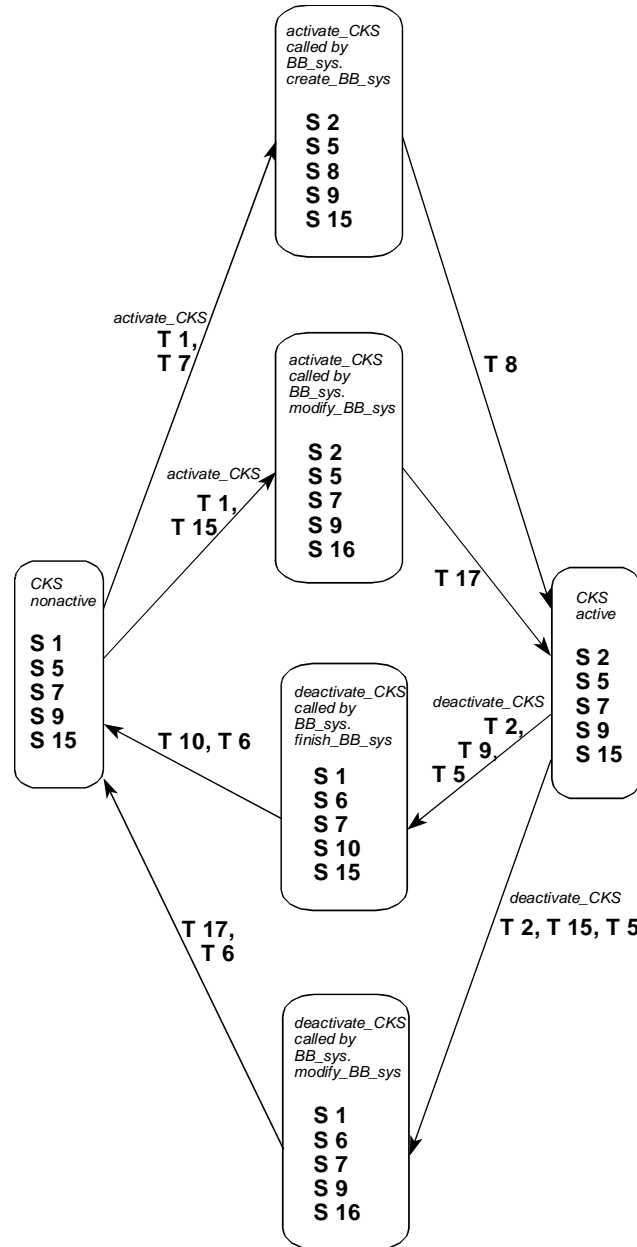 activate_CKS
called by
BB_sys.
create_BB_sys
S 2
S 5
S 8
S 9
S 15
activate_CKS
T 1,
T 7
T 8
activate_CKS
called by
BB_sys.
modify_BB_sys
S 2
S 5
S 7
S 9
S 16
activate_CKS
T 1,
T 15
T 17
CKS
nonactive
S 1
S 5
S 7
S 9
S 15
CKS
active
S 2
S 5
S 7
S 9
S 15
deactivate_CKS
called by
BB_sys.
finish_BB_sys
S 1
S 6
S 7
S 10
S 15
T 10, T 6
deactivate_CKS
T 2,
T 9,
T 5
deactivate_CKS
T 2, T 15, T 5
T 17,
T 6
deactivate_CKS
called by
BB_sys.
modify_BB_sys
S 1
S 6
S 7
S 9
S 16